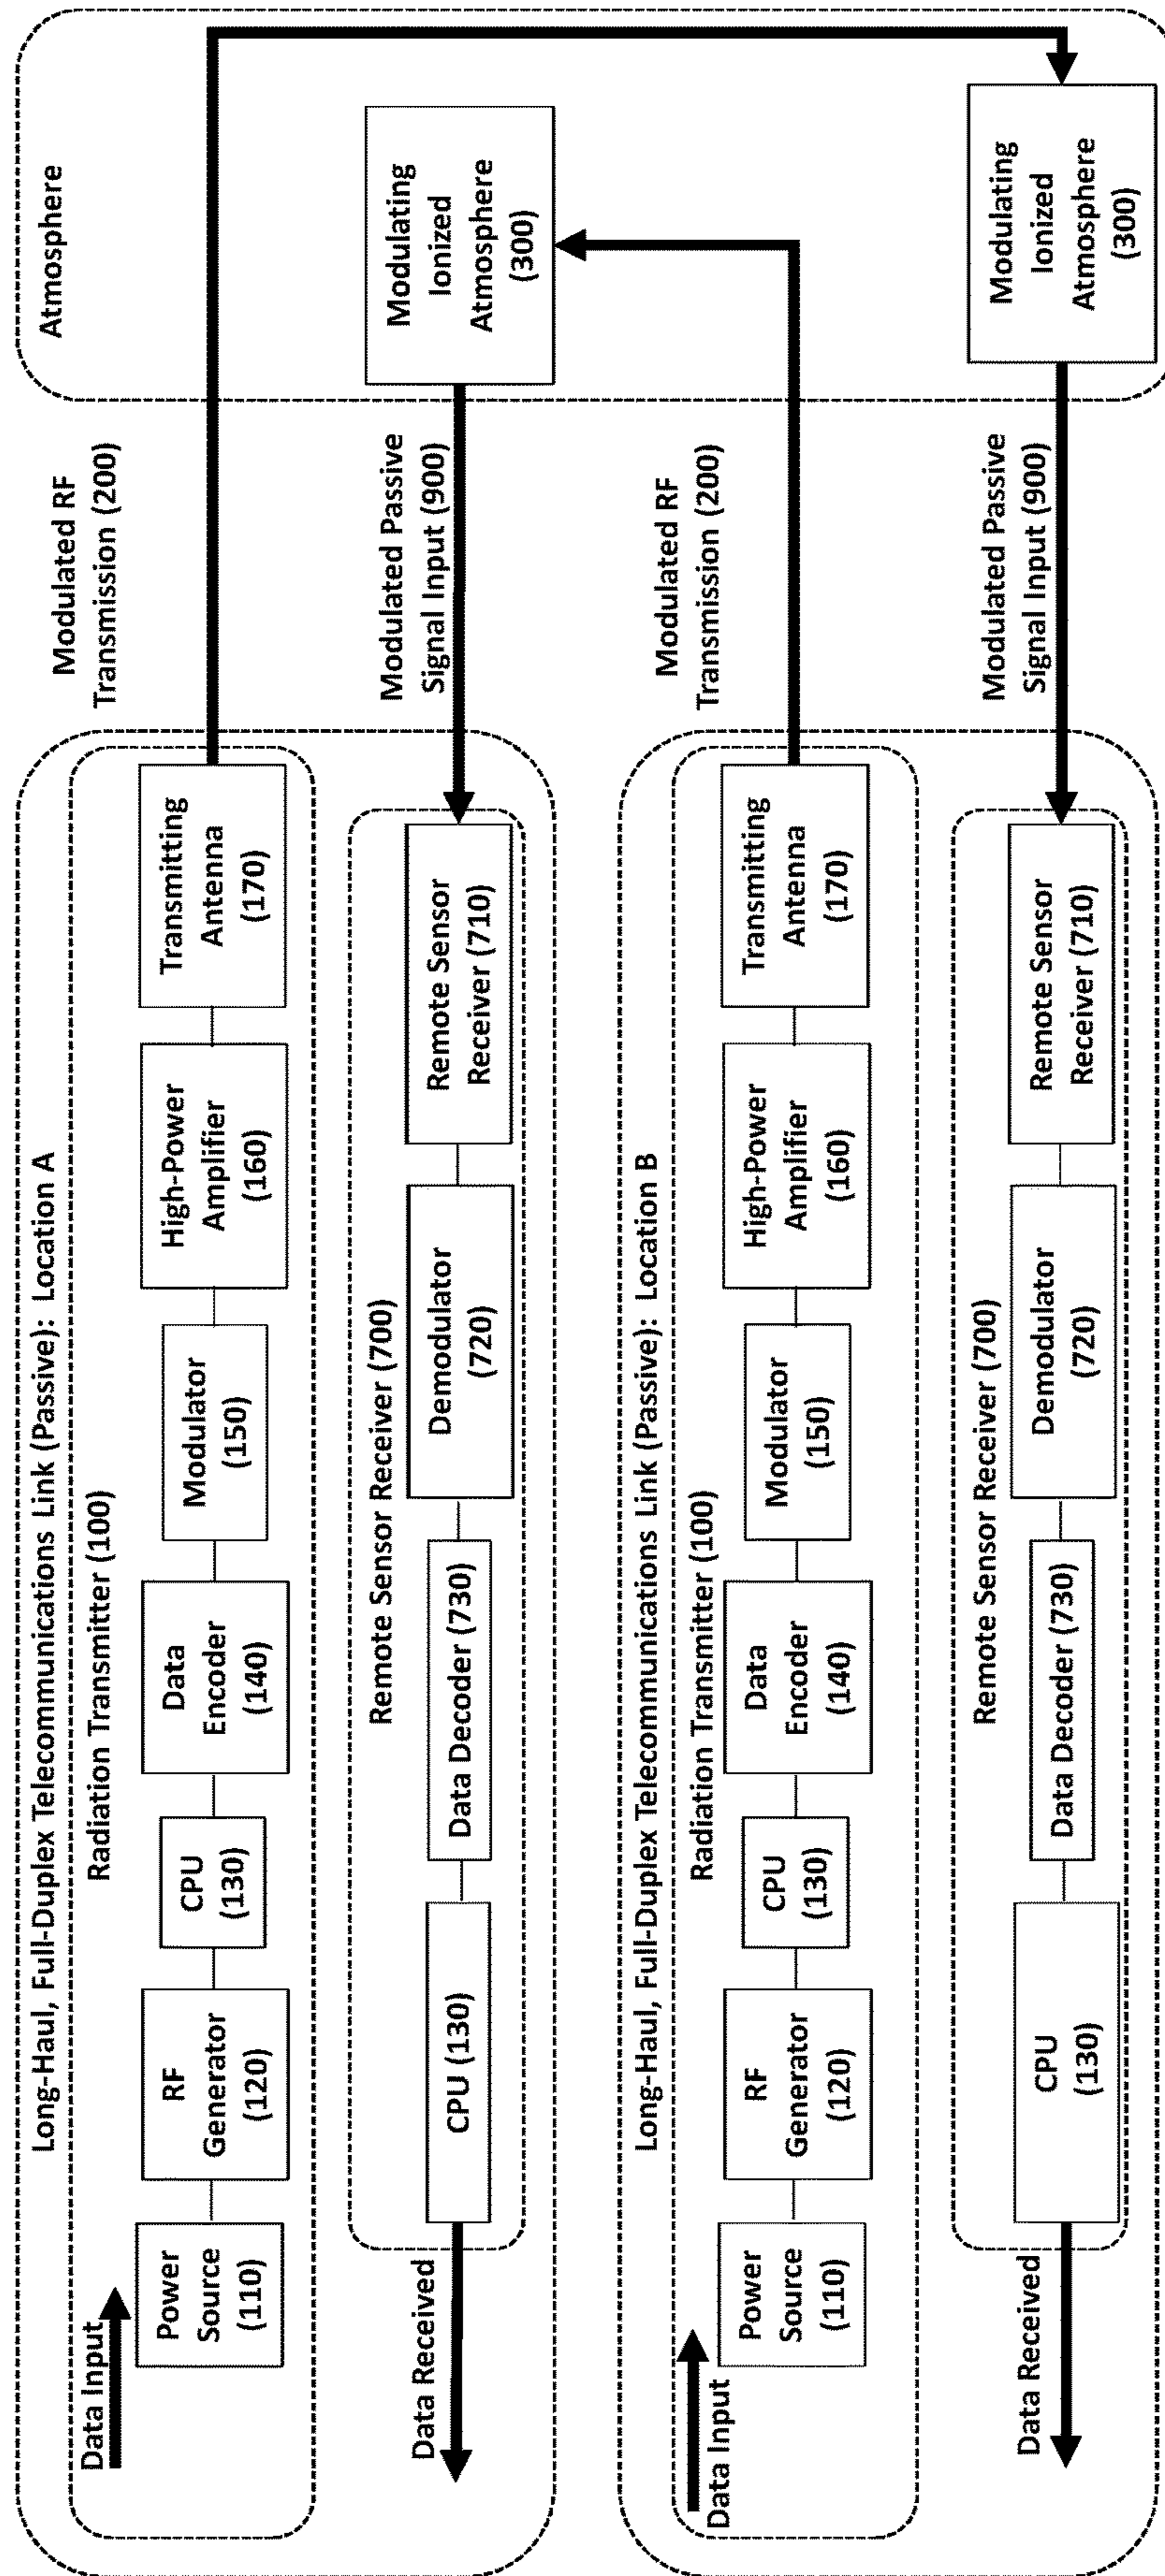 Long-Haul, Full-Duplex Telecommunications Link (Passive): Location A
Radiation Transmitter (100)
Data Input
Power
Source
(110)
RF
Generator
(120)
CPU
(130)
Data
Encoder
(140)
Modulator
(150)
High-Power
Amplifier
(160)
Transmitting
Antenna
(170)
Modulated RF
Transmission (200)
Remote Sensor Receiver (700)
Data Received
CPU (130)
Data Decoder (730)
Demodulator
(720)
Remote Sensor
Receiver (710)
Modulated Passive
Signal Input (900)
Atmosphere
Modulating
Ionized
Atmosphere
(300)
Long-Haul, Full-Duplex Telecommunications Link (Passive): Location B
Radiation Transmitter (100)
Data Input
Power
Source
(110)
RF
Generator
(120)
CPU
(130)
Data
Encoder
(140)
Modulator
(150)
High-Power
Amplifier
(160)
Transmitting
Antenna
(170)
Modulated RF
Transmission (200)
Remote Sensor Receiver (700)
Data Received
CPU
(130)
Data Decoder (730)
Demodulator
(720)
Remote Sensor
Receiver (710)
Modulated Passive
Signal Input (900)
Modulating
Ionized
Atmosphere
(300)